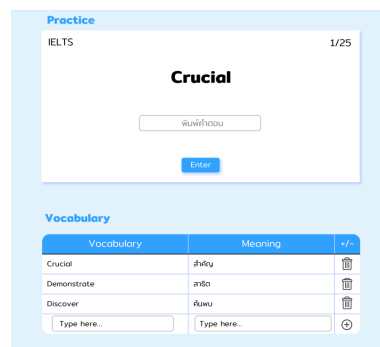 Practice
IELTS 1/25
Crucial
พิมพ์คำตอบ
Enter
Vocabulary
Vocabulary Meaning +/-
Crucial สำคัญ
Demonstrate สาธิต
Discover ค้นพบ
Type here... Type here...